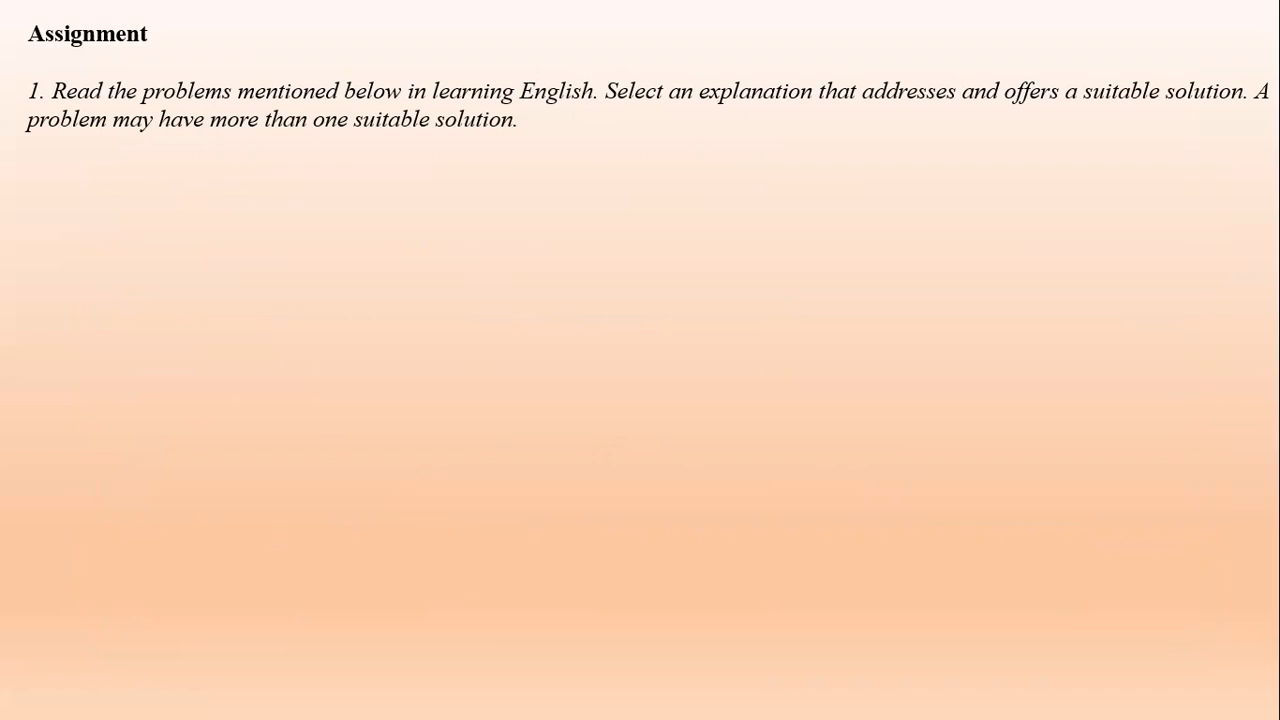 Assignment
1. Read the problems mentioned below in learning English. Select an explanation that addresses and offers a suitable solution. A
problem may have more than one suitable solution.